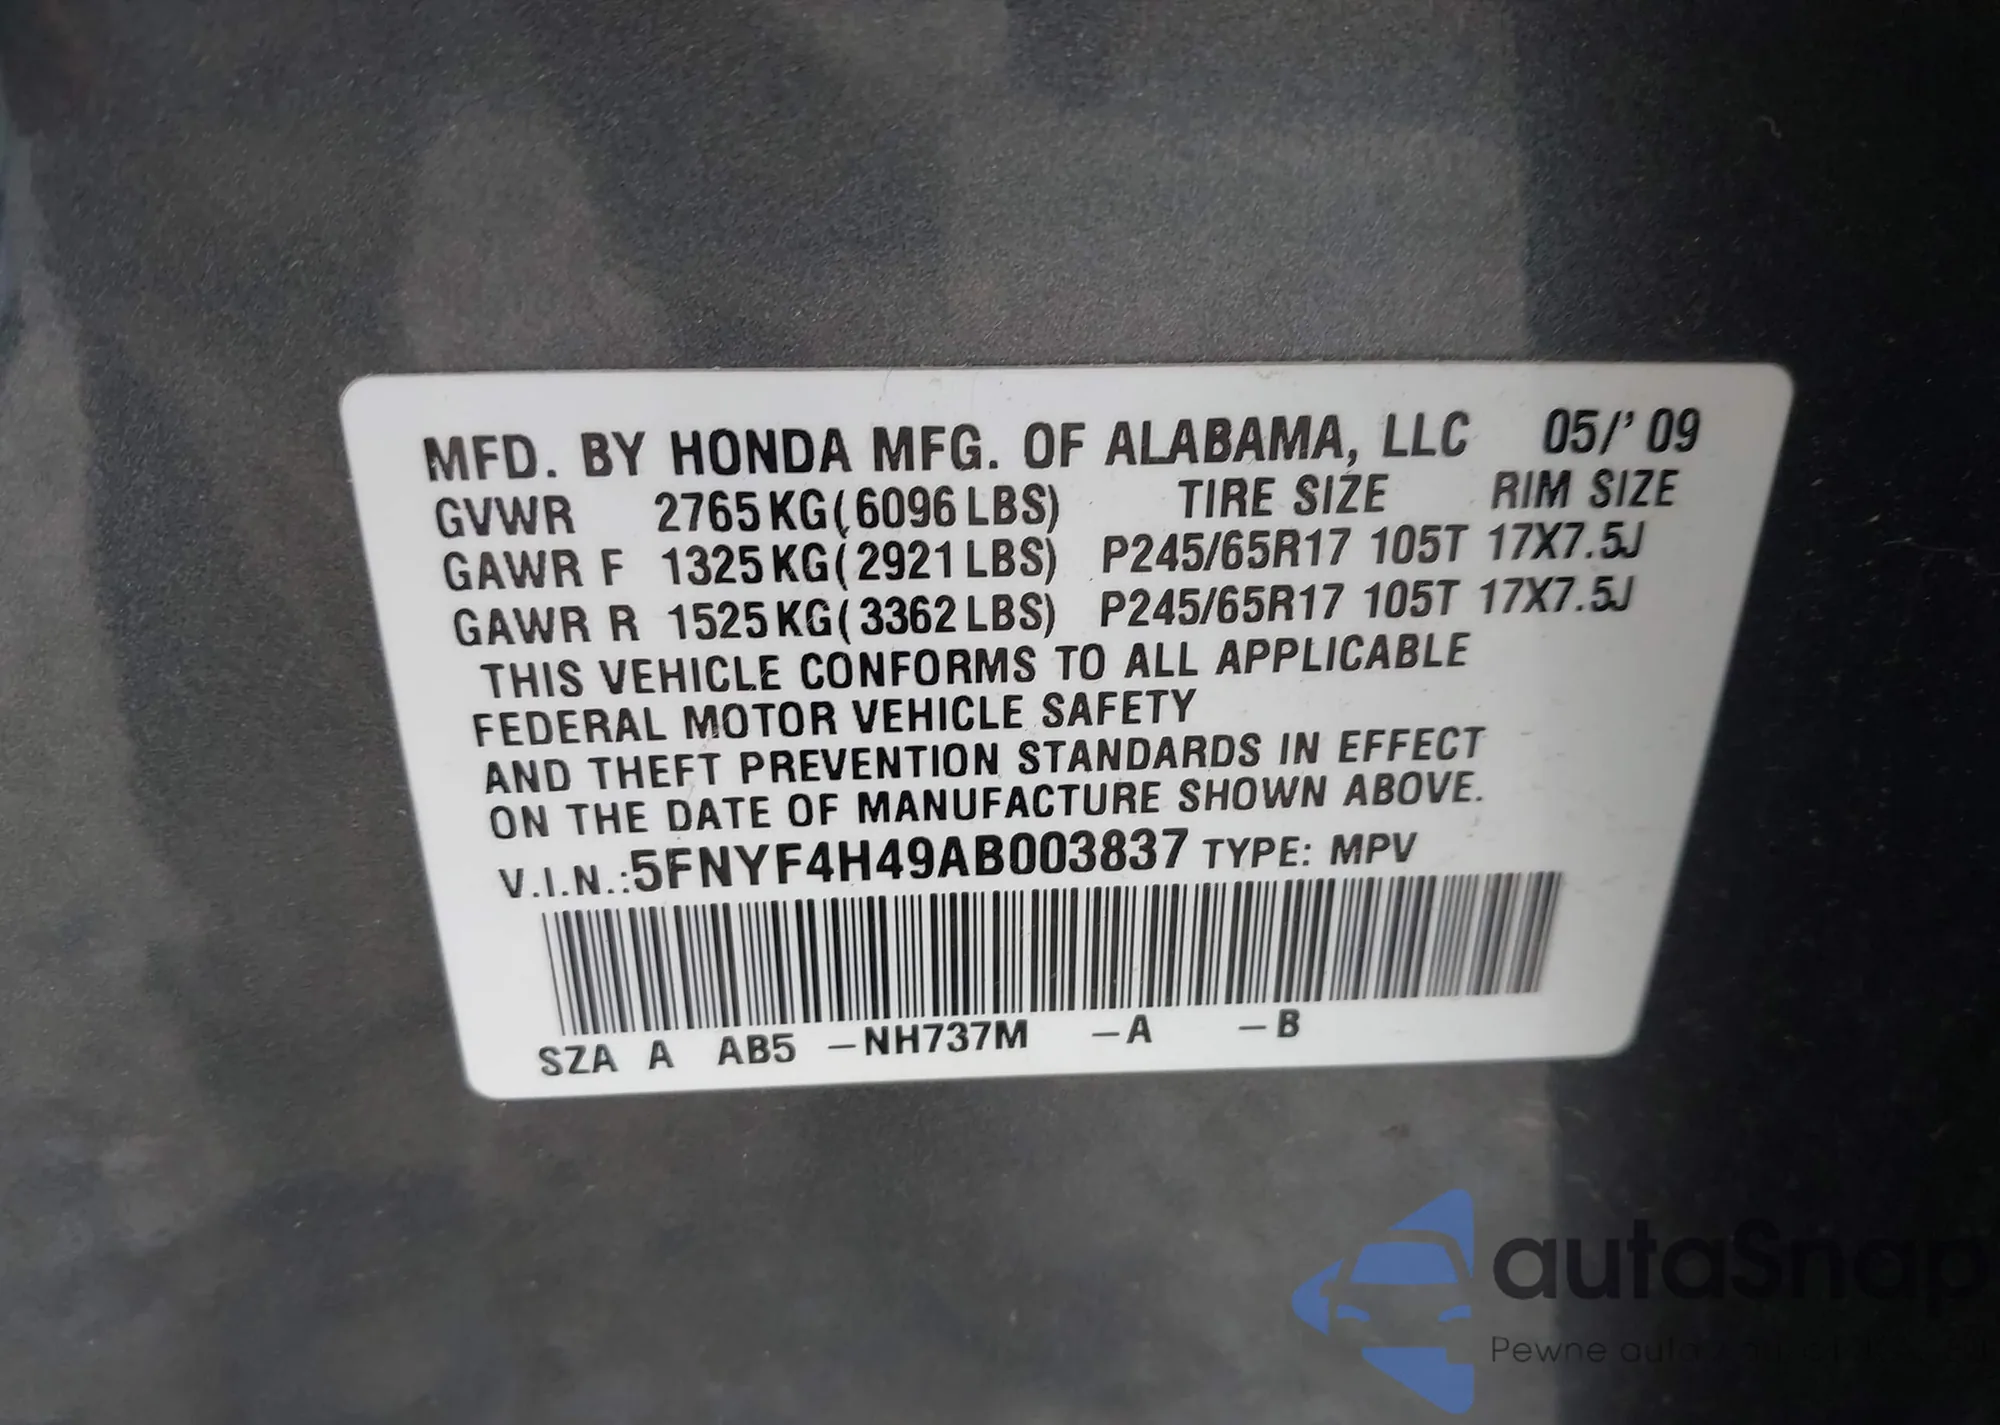 MFD. BY HONDA MFG. OF ALABAMA, LLC 05/'09
GVWR 2765KG(6096LBS) TIRE SIZE RIM SIZE
GAWR F 1325KG(2921LBS) P245/65R17 105T 17X7.5J
GAWR R 1525KG(3362LBS) P245/65R17 105T 17X7.5J
THIS VEHICLE CONFORMS TO ALL APPLICABLE
FEDERAL MOTOR VEHICLE SAFETY
AND THEFT PREVENTION STANDARDS IN EFFECT
ON THE DATE OF MANUFACTURE SHOWN ABOVE.
V.I.N.:5FNYF4H49AB003837 TYPE: MPV
SZA A AB5 -NH737M -A -B
autaSnap
Pewne auta z